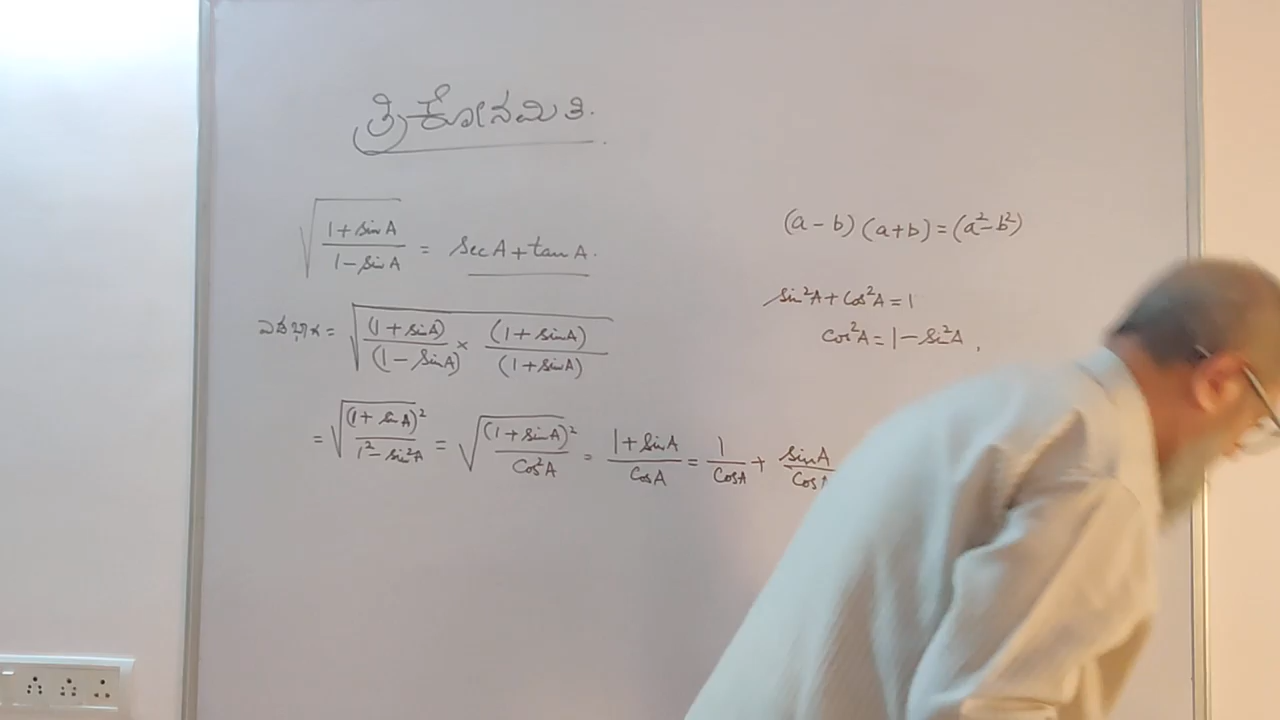 ತ್ರಿಕೋನಮಿತಿ.
√((1+sinA)/(1-sinA)) = secA+tanA.
ಎಡಭಾಗ = √((1+sinA)/(1-sinA) × (1+sinA)/(1+sinA))
= √((1+sinA)²/(1²-sin²A)) = √((1+sinA)²/Cos²A) = (1+sinA)/CosA = 1/CosA + sinA/Cos
(a-b)(a+b)=(a²-b²)
sin²A+Cos²A=1
Cos²A=1-sin²A,